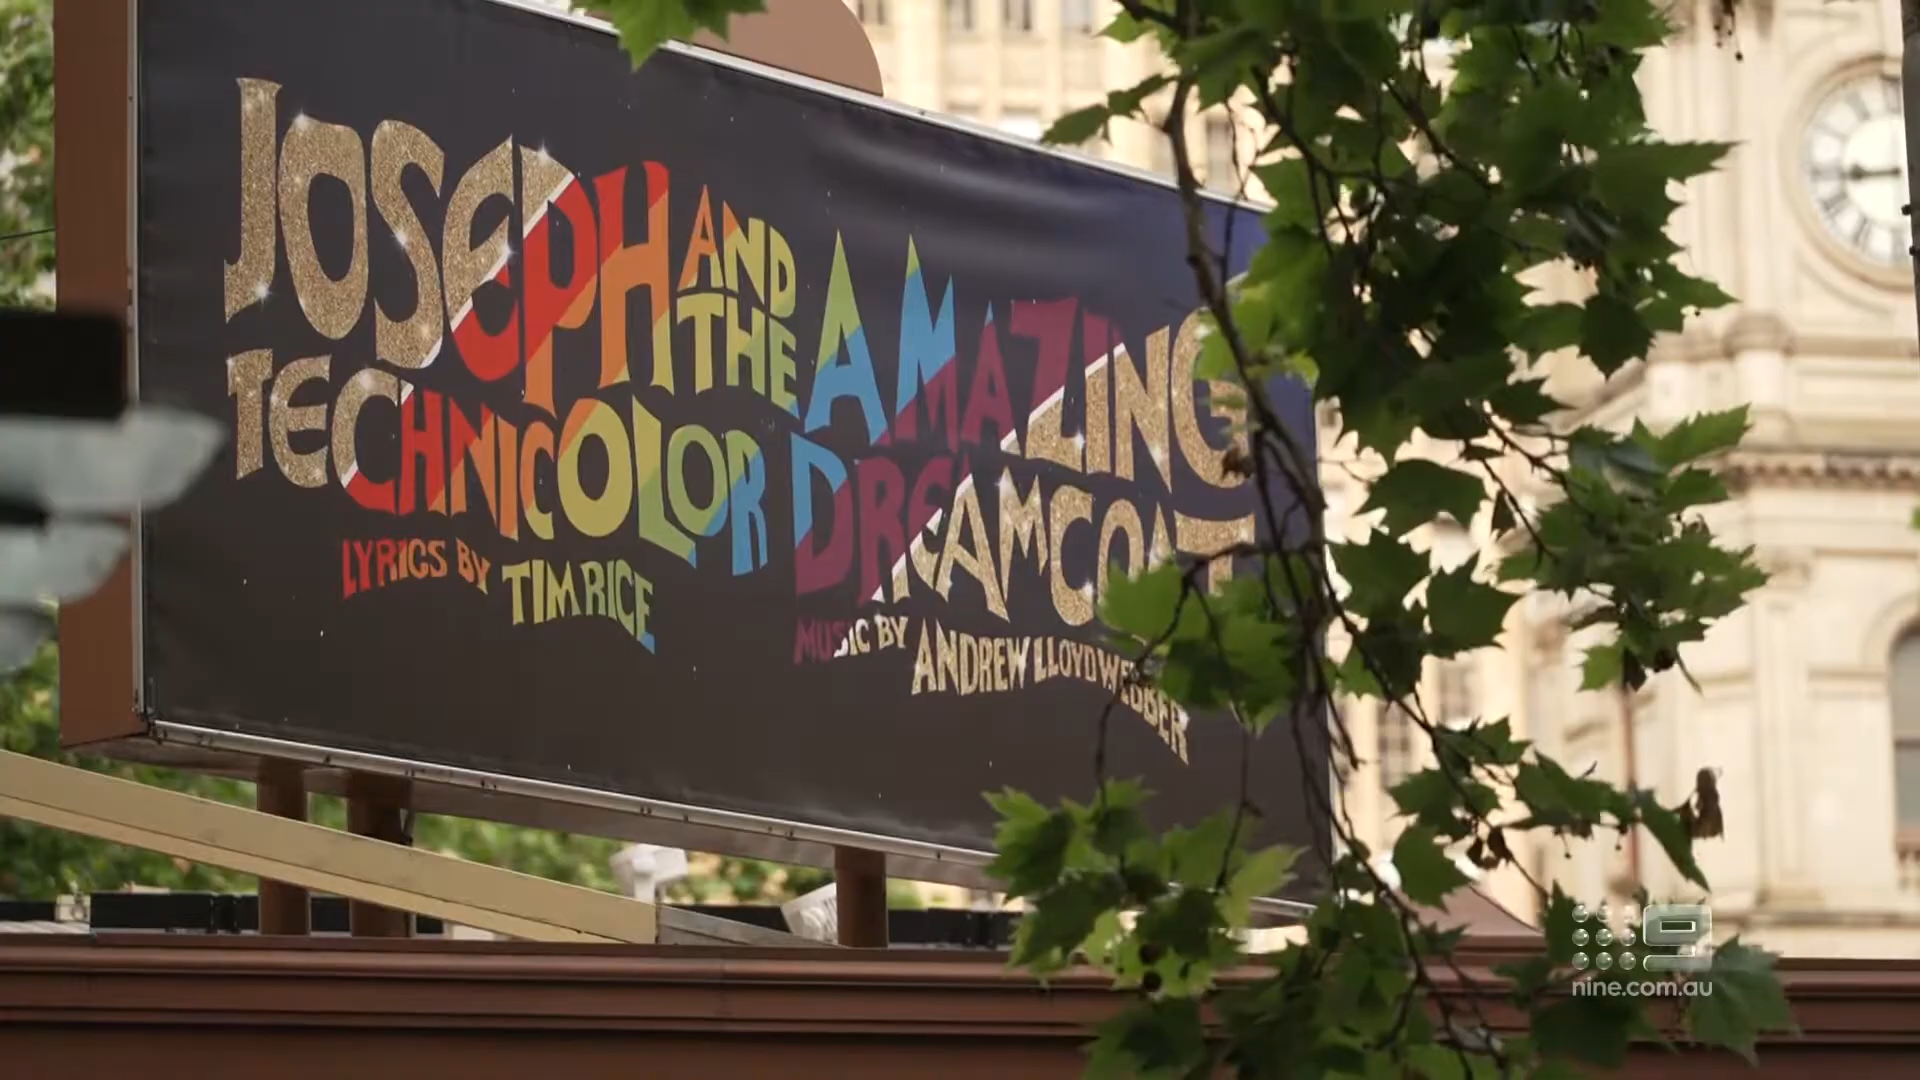 JOSEPH AND THE AMAZING
TECHNICOLOR DREAMCOAT
LYRICS BY TIM RICE
MUSIC BY ANDREW LLOYD WEBBER
nine.com.au